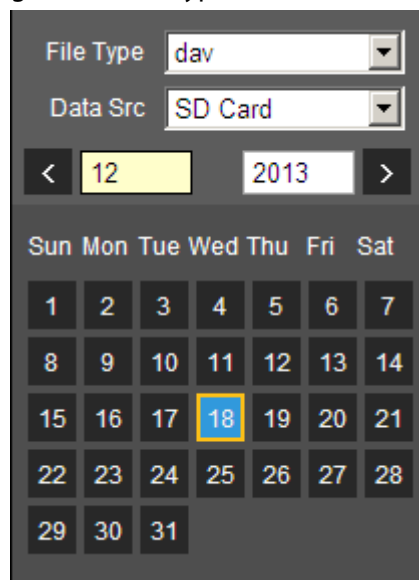 File Type dav
Data Src SD Card
< 12 2013 >
Sun Mon Tue Wed Thu Fri Sat
1 2 3 4 5 6 7
8 9 10 11 12 13 14
15 16 17 18 19 20 21
22 23 24 25 26 27 28
29 30 31